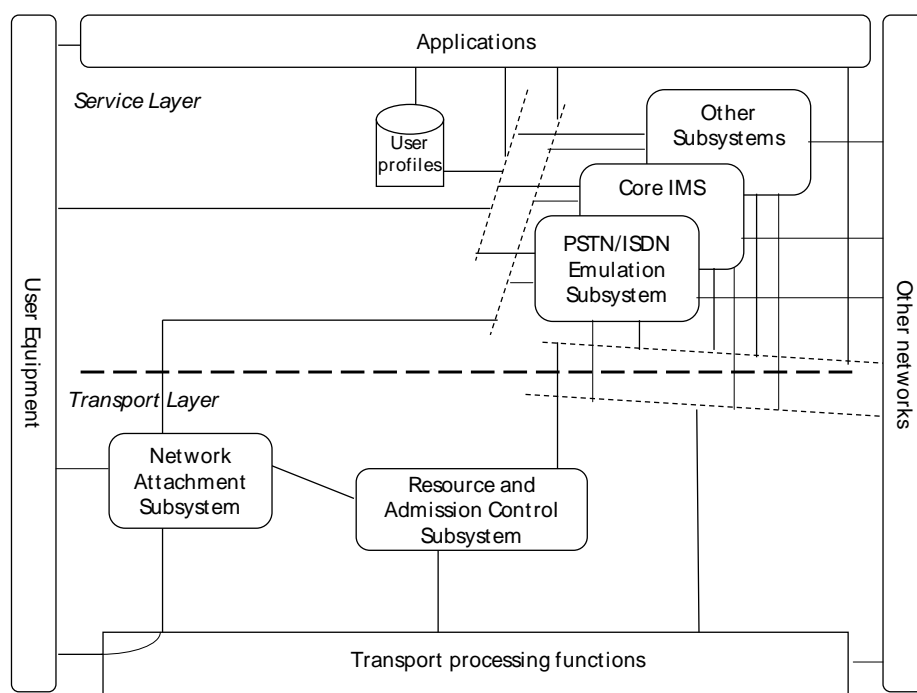 Applications
Service Layer
Other
Subsystems
User
profiles
Core IMS
PSTN/ISDN
Emulation
Subsystem
User Equipment
Other networks
Transport Layer
Network
Attachment
Subsystem
Resource and
Admission Control
Subsystem
Transport processing functions